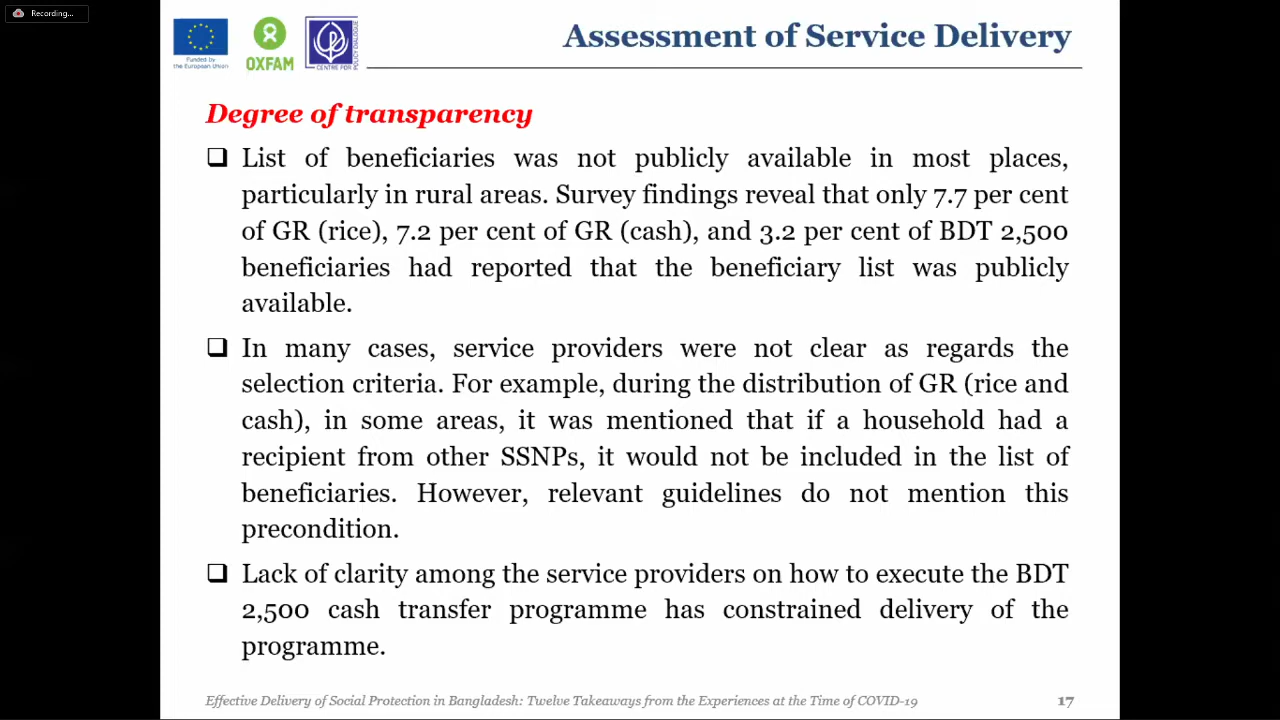 Recording...
Funded by
the European Union
OXFAM
CENTRE FOR
POLICY DIALOGUE
Assessment of Service Delivery
Degree of transparency
❑ List of beneficiaries was not publicly available in most places,
particularly in rural areas. Survey findings reveal that only 7.7 per cent
of GR (rice), 7.2 per cent of GR (cash), and 3.2 per cent of BDT 2,500
beneficiaries had reported that the beneficiary list was publicly
available.
❑ In many cases, service providers were not clear as regards the
selection criteria. For example, during the distribution of GR (rice and
cash), in some areas, it was mentioned that if a household had a
recipient from other SSNPs, it would not be included in the list of
beneficiaries. However, relevant guidelines do not mention this
precondition.
❑ Lack of clarity among the service providers on how to execute the BDT
2,500 cash transfer programme has constrained delivery of the
programme.
Effective Delivery of Social Protection in Bangladesh: Twelve Takeaways from the Experiences at the Time of COVID-19
17